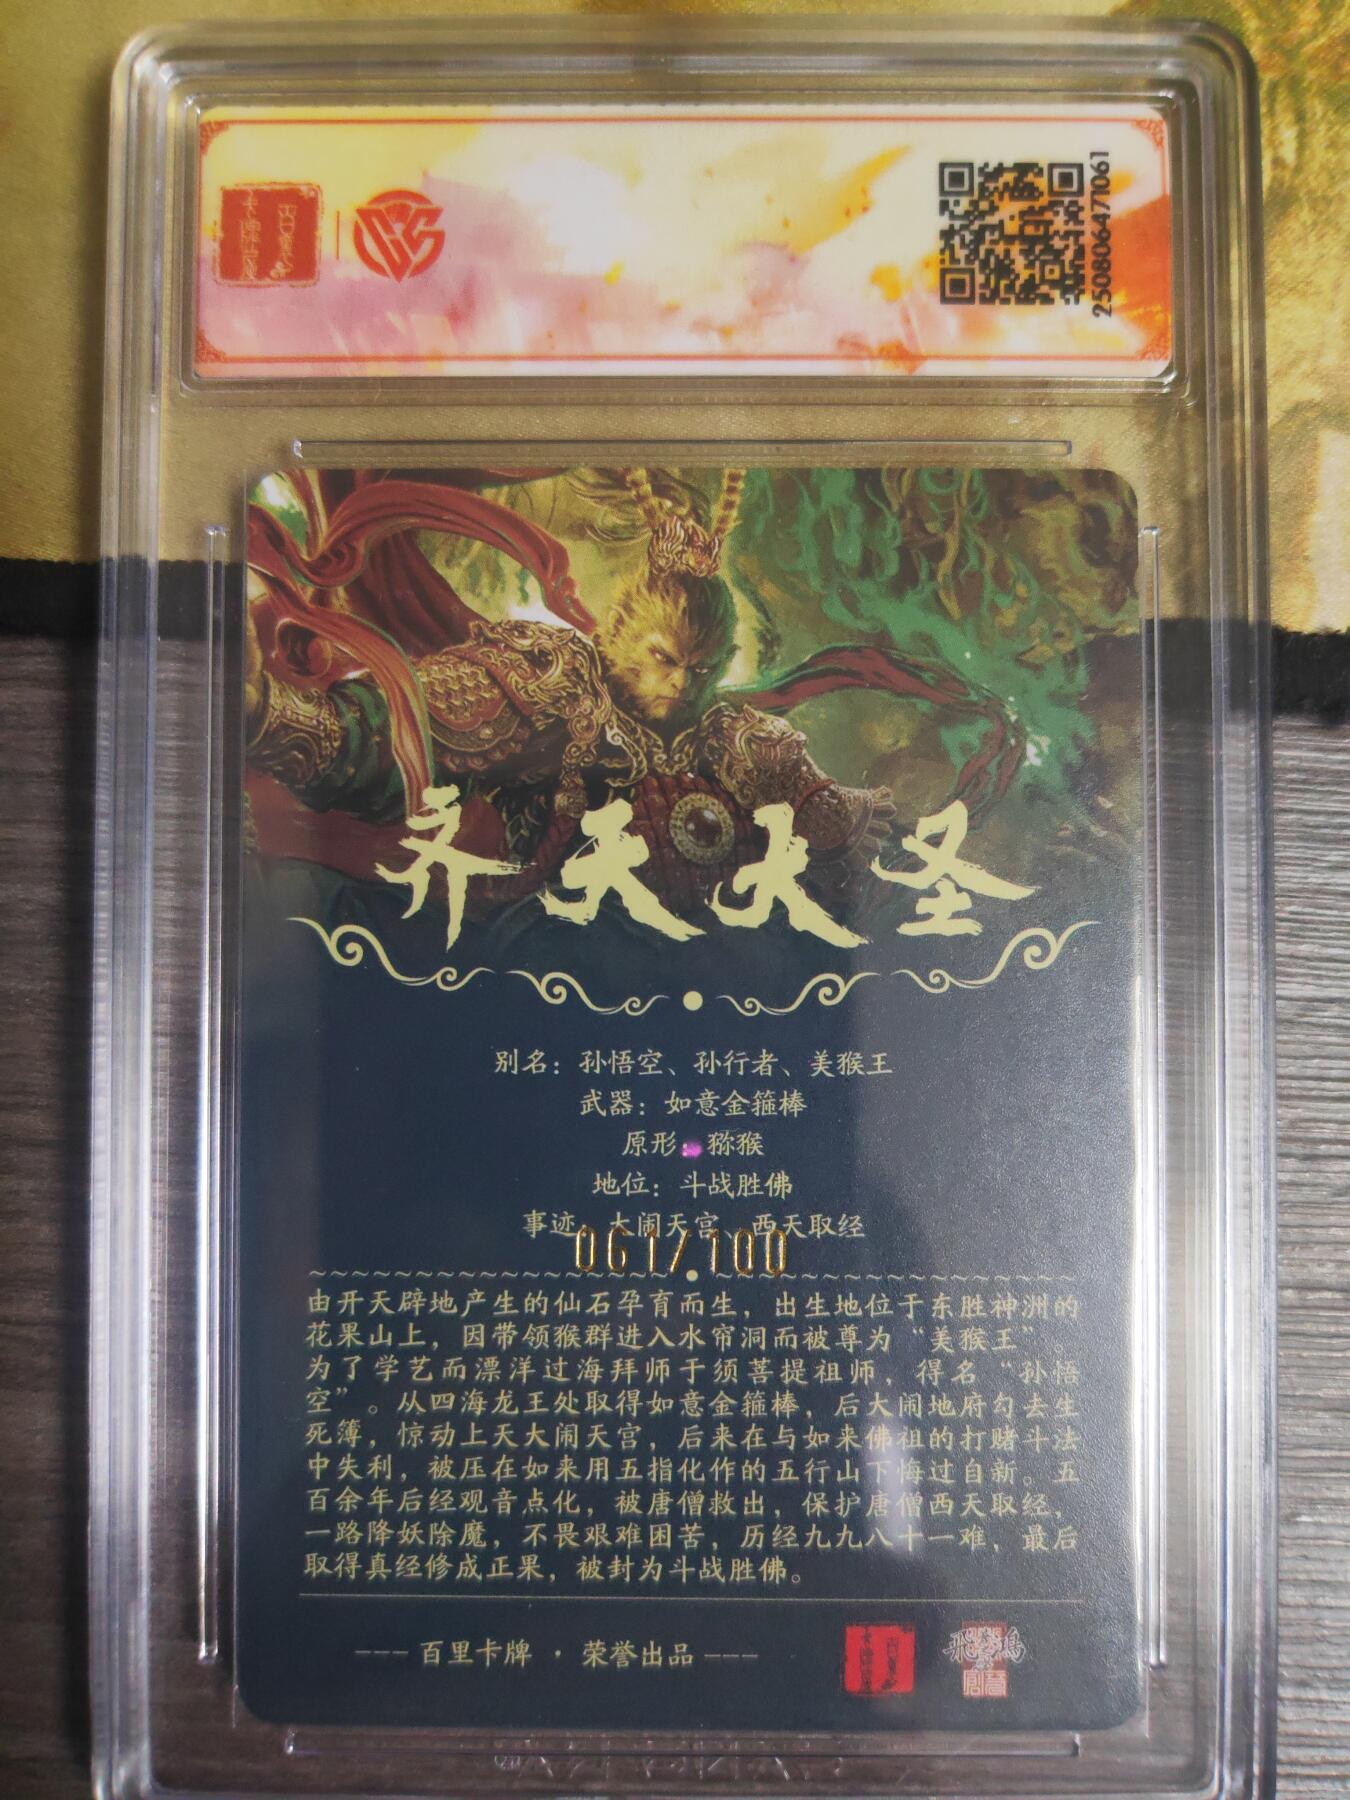 250806471061
齐天大圣
别名：孙悟空、孙行者、美猴王
武器：如意金箍棒
原形：猕猴
地位：斗战胜佛
事迹：大闹天宫、西天取经
061/100
由开天辟地产生的仙石孕育而生，出生地位于东胜神洲的
花果山上，因带领猴群进入水帘洞而被尊为“美猴王”。
为了学艺而漂洋过海拜师于须菩提祖师，得名“孙悟
空”。从四海龙王处取得如意金箍棒，后大闹地府勾去生
死簿，惊动上天大闹天宫，后来在与如来佛祖的打赌斗法
中失利，被压在如来用五指化作的五行山下悔过自新。五
百余年后经观音点化，被唐僧救出，保护唐僧西天取经，
一路降妖除魔，不畏艰难困苦，历经九九八十一难，最后
取得真经修成正果，被封为斗战胜佛。
---百里卡牌 · 荣誉出品---